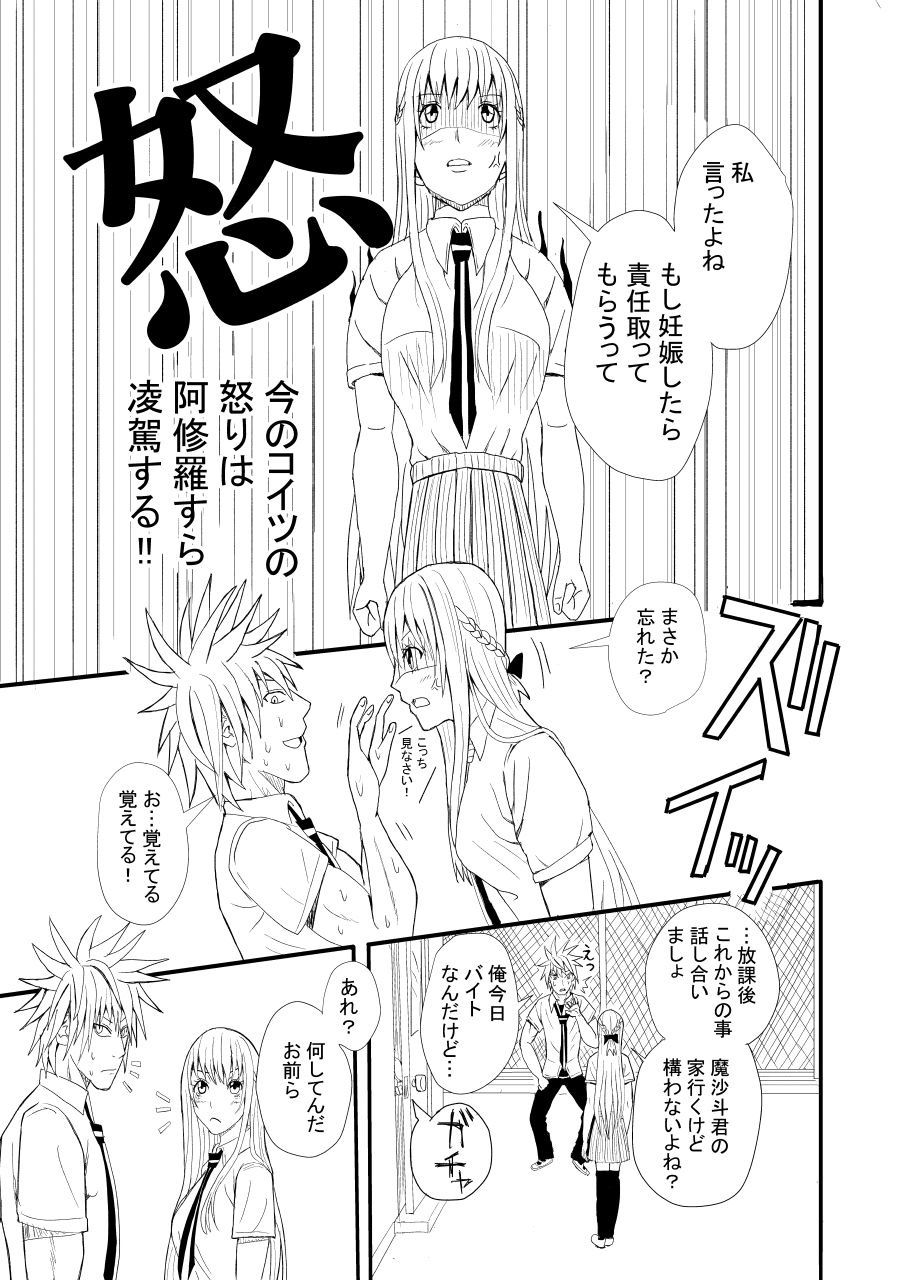 私
言ったよね
もし妊娠したら
責任取って
もらうって
怒
今のコイツの
怒りは
阿修羅すら
凌駕する!!
ズイッ
まさか
忘れた?
こっち
見なさい!
お…覚えてる
覚えてる!
…放課後
これからの事
話し合い
ましょ
魔沙斗君の
家行くけど
構わないよね?
えっ
俺今日
バイト
なんだけど…
ガチャ
あれ?
何してんだ
お前ら